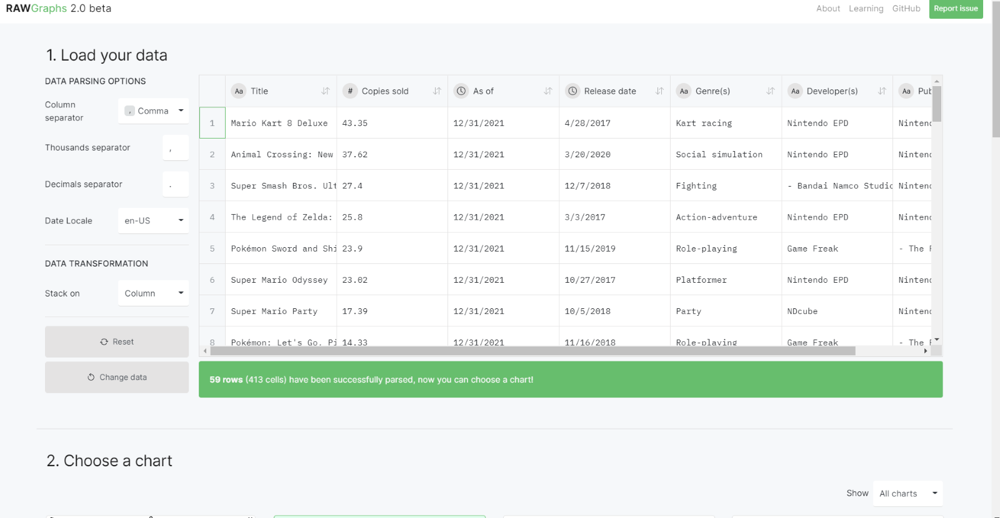 RAWGraphs 2.0 beta
About Learning GitHub Report issue
1. Load your data
DATA PARSING OPTIONS
Column separator
, Comma
Thousands separator
,
Decimals separator
.
Date Locale
en-US
DATA TRANSFORMATION
Stack on
Column
Reset
Change data
Aa Title # Copies sold As of Release date Aa Genre(s) Aa Developer(s) Aa Pub
1 Mario Kart 8 Deluxe 43.35 12/31/2021 4/28/2017 Kart racing Nintendo EPD Nintend
2 Animal Crossing: New 37.62 12/31/2021 3/20/2020 Social simulation Nintendo EPD Nintend
3 Super Smash Bros. Ult 27.4 12/31/2021 12/7/2018 Fighting - Bandai Namco Studio Nintend
4 The Legend of Zelda: 25.8 12/31/2021 3/3/2017 Action-adventure Nintendo EPD Nintend
5 Pokémon Sword and Shi 23.9 12/31/2021 11/15/2019 Role-playing Game Freak - The P
6 Super Mario Odyssey 23.02 12/31/2021 10/27/2017 Platformer Nintendo EPD Nintend
7 Super Mario Party 17.39 12/31/2021 10/5/2018 Party NDcube Nintend
8 Pokémon: Let's Go, Pi 14.33 12/31/2021 11/16/2018 Role-playing Game Freak - The P
59 rows (413 cells) have been successfully parsed, now you can choose a chart!
2. Choose a chart
Show All charts